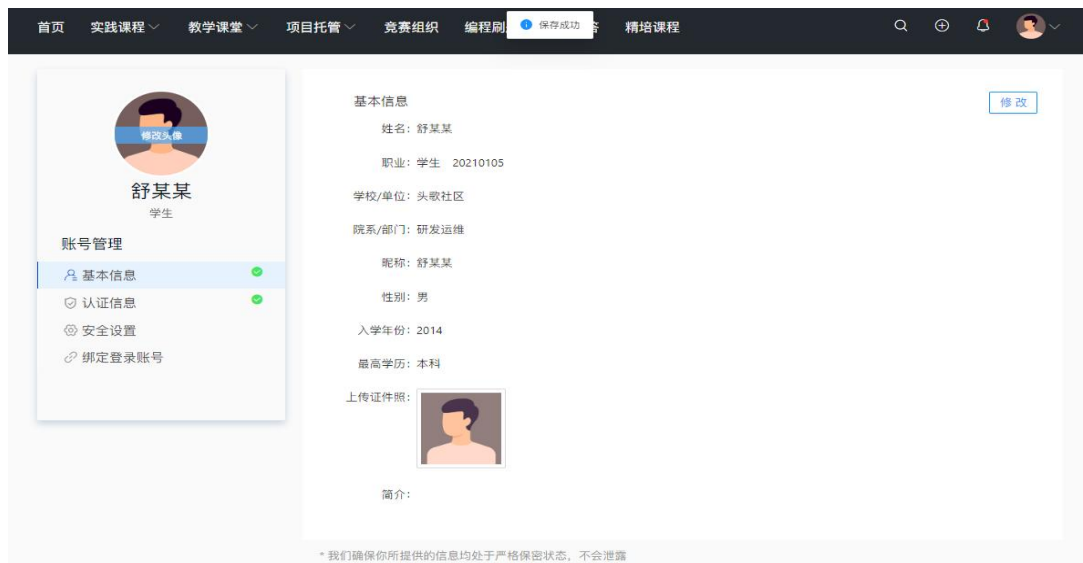 首页 实践课程 教学课堂 项目托管 竞赛组织 编程刷 保存成功 答 精培课程
修改头像
舒某某
学生
账号管理
基本信息
认证信息
安全设置
绑定登录账号
基本信息 修改
姓名：舒某某
职业：学生 20210105
学校/单位：头歌社区
院系/部门：研发运维
昵称：舒某某
性别：男
入学年份：2014
最高学历：本科
上传证件照：
简介：
* 我们确保你所提供的信息均处于严格保密状态，不会泄露